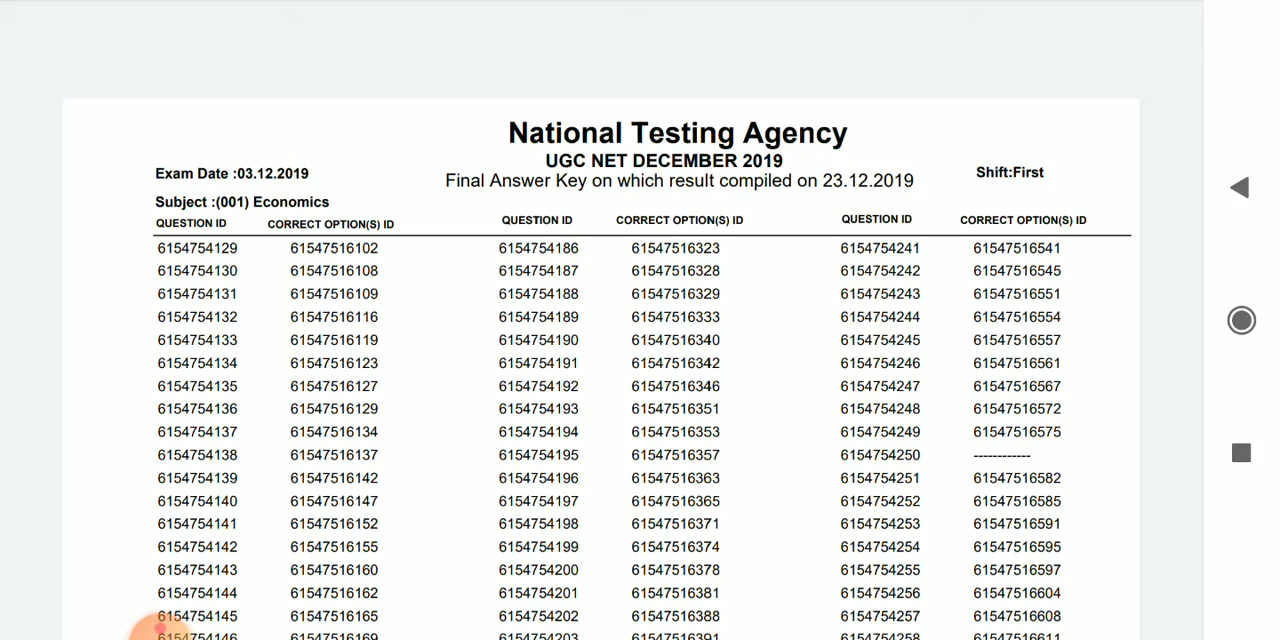 National Testing Agency
UGC NET DECEMBER 2019
Exam Date :03.12.2019 Final Answer Key on which result compiled on 23.12.2019 Shift:First
Subject :(001) Economics
QUESTION ID CORRECT OPTION(S) ID QUESTION ID CORRECT OPTION(S) ID QUESTION ID CORRECT OPTION(S) ID
6154754129 61547516102 6154754186 61547516323 6154754241 61547516541
6154754130 61547516108 6154754187 61547516328 6154754242 61547516545
6154754131 61547516109 6154754188 61547516329 6154754243 61547516551
6154754132 61547516116 6154754189 61547516333 6154754244 61547516554
6154754133 61547516119 6154754190 61547516340 6154754245 61547516557
6154754134 61547516123 6154754191 61547516342 6154754246 61547516561
6154754135 61547516127 6154754192 61547516346 6154754247 61547516567
6154754136 61547516129 6154754193 61547516351 6154754248 61547516572
6154754137 61547516134 6154754194 61547516353 6154754249 61547516575
6154754138 61547516137 6154754195 61547516357 6154754250 ------------
6154754139 61547516142 6154754196 61547516363 6154754251 61547516582
6154754140 61547516147 6154754197 61547516365 6154754252 61547516585
6154754141 61547516152 6154754198 61547516371 6154754253 61547516591
6154754142 61547516155 6154754199 61547516374 6154754254 61547516595
6154754143 61547516160 6154754200 61547516378 6154754255 61547516597
6154754144 61547516162 6154754201 61547516381 6154754256 61547516604
6154754145 61547516165 6154754202 61547516388 6154754257 61547516608
6154754146 61547516169 6154754203 61547516391 6154754258 61547516611